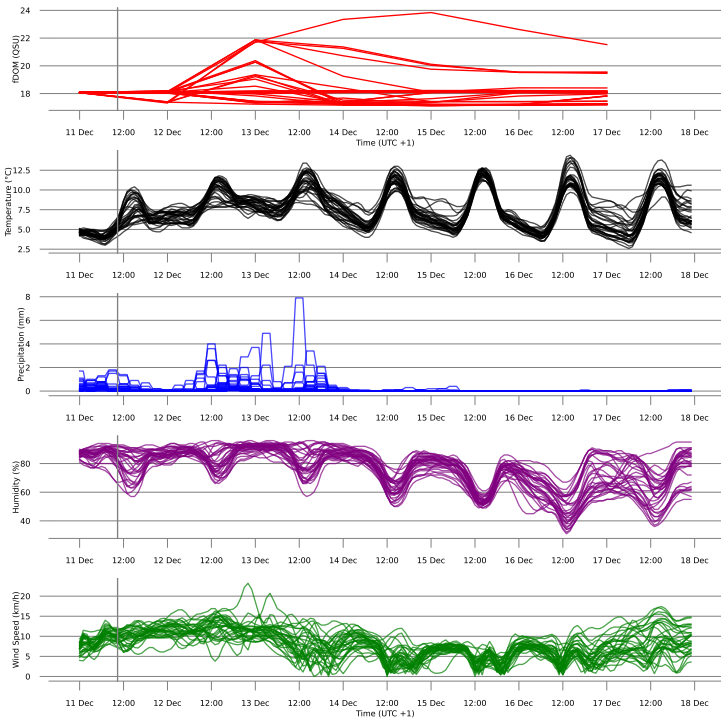 24
22
20
18
fDOM (QSU)
11 Dec 12:00 12 Dec 12:00 13 Dec 12:00 14 Dec 12:00 15 Dec 12:00 16 Dec 12:00 17 Dec 12:00 18 Dec
Time (UTC +1)
12.5
10.0
7.5
5.0
2.5
Temperature (°C)
11 Dec 12:00 12 Dec 12:00 13 Dec 12:00 14 Dec 12:00 15 Dec 12:00 16 Dec 12:00 17 Dec 12:00 18 Dec
8
6
4
2
0
Precipitation (mm)
11 Dec 12:00 12 Dec 12:00 13 Dec 12:00 14 Dec 12:00 15 Dec 12:00 16 Dec 12:00 17 Dec 12:00 18 Dec
80
60
40
Humidity (%)
11 Dec 12:00 12 Dec 12:00 13 Dec 12:00 14 Dec 12:00 15 Dec 12:00 16 Dec 12:00 17 Dec 12:00 18 Dec
20
15
10
5
0
Wind Speed (km/h)
11 Dec 12:00 12 Dec 12:00 13 Dec 12:00 14 Dec 12:00 15 Dec 12:00 16 Dec 12:00 17 Dec 12:00 18 Dec
Time (UTC +1)